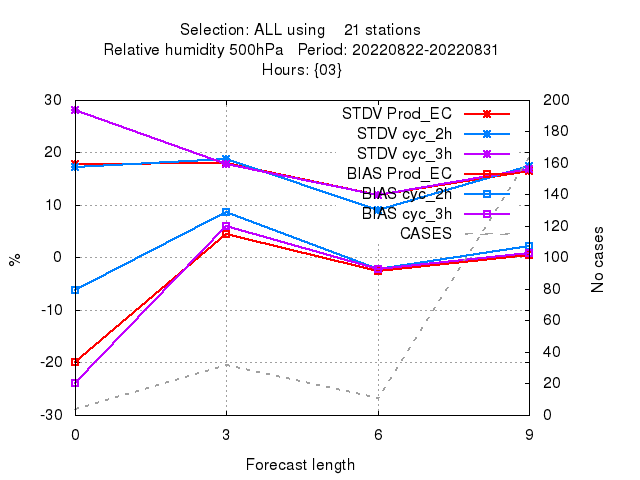 Selection: ALL using 21 stations
Relative humidity 500hPa Period: 20220822-20220831
Hours: {03}
30
20
10
0
-10
-20
-30
%
200
180
160
140
120
100
80
60
40
20
0
No cases
STDV Prod_EC
STDV cyc_2h
STDV cyc_3h
BIAS Prod_EC
BIAS cyc_2h
BIAS cyc_3h
CASES
0 3 6 9
Forecast length